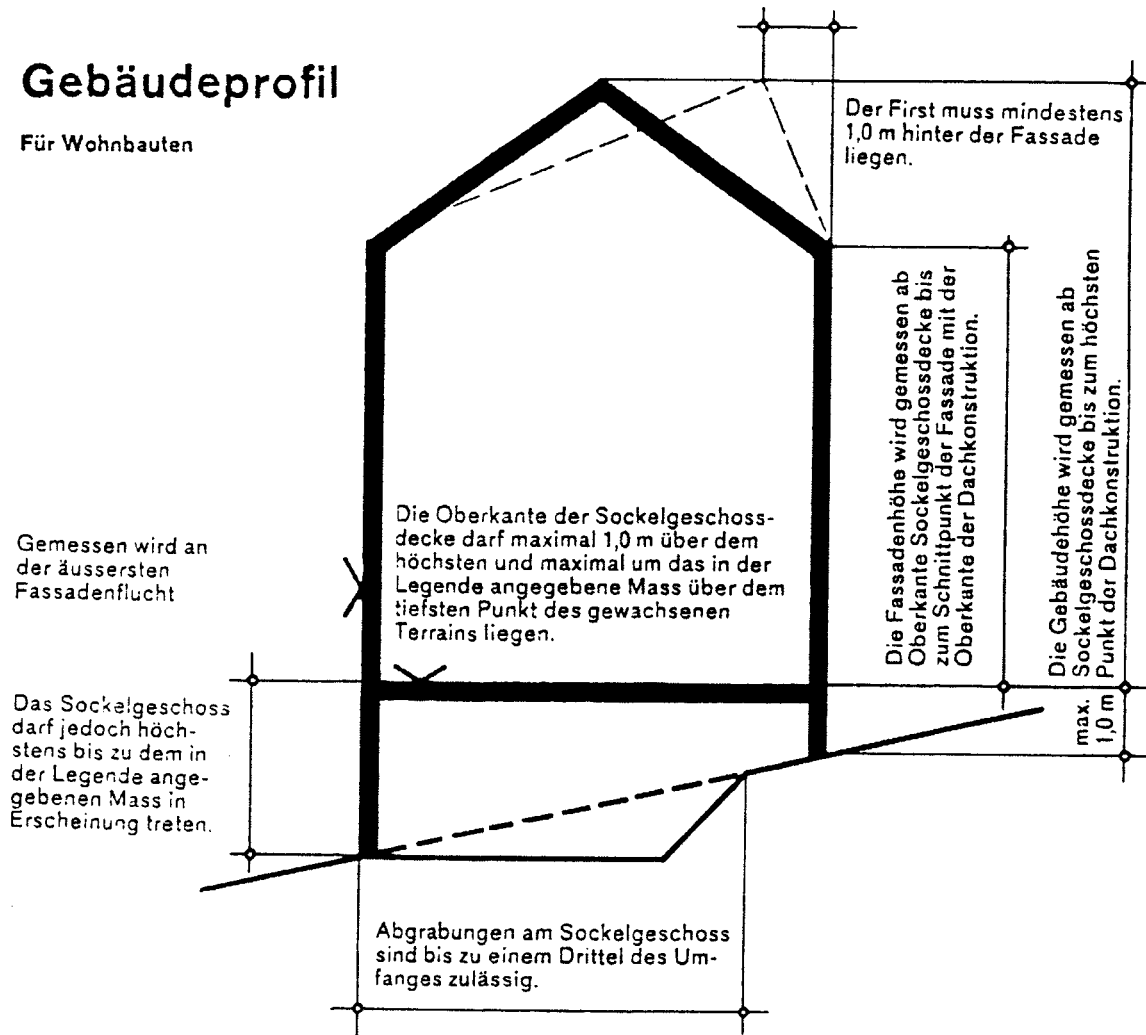 Gebäudeprofil
Für Wohnbauten
Der First muss mindestens
1,0 m hinter der Fassade
liegen.
Die Fassadenhöhe wird gemessen ab
Oberkante Sockelgeschossdecke bis
zum Schnittpunkt der Fassade mit der
Oberkante der Dachkonstruktion.
Die Gebäudehöhe wird gemessen ab
Sockelgeschossdecke bis zum höchsten
Punkt der Dachkonstruktion.
max.
1,0 m
Gemessen wird an
der äussersten
Fassadenflucht
Die Oberkante der Sockelgeschoss-
decke darf maximal 1,0 m über dem
höchsten und maximal um das in der
Legende angegebene Mass über dem
tiefsten Punkt des gewachsenen
Terrains liegen.
Das Sockelgeschoss
darf jedoch höch-
stens bis zu dem in
der Legende ange-
gebenen Mass in
Erscheinung treten.
Abgrabungen am Sockelgeschoss
sind bis zu einem Drittel des Um-
fanges zulässig.